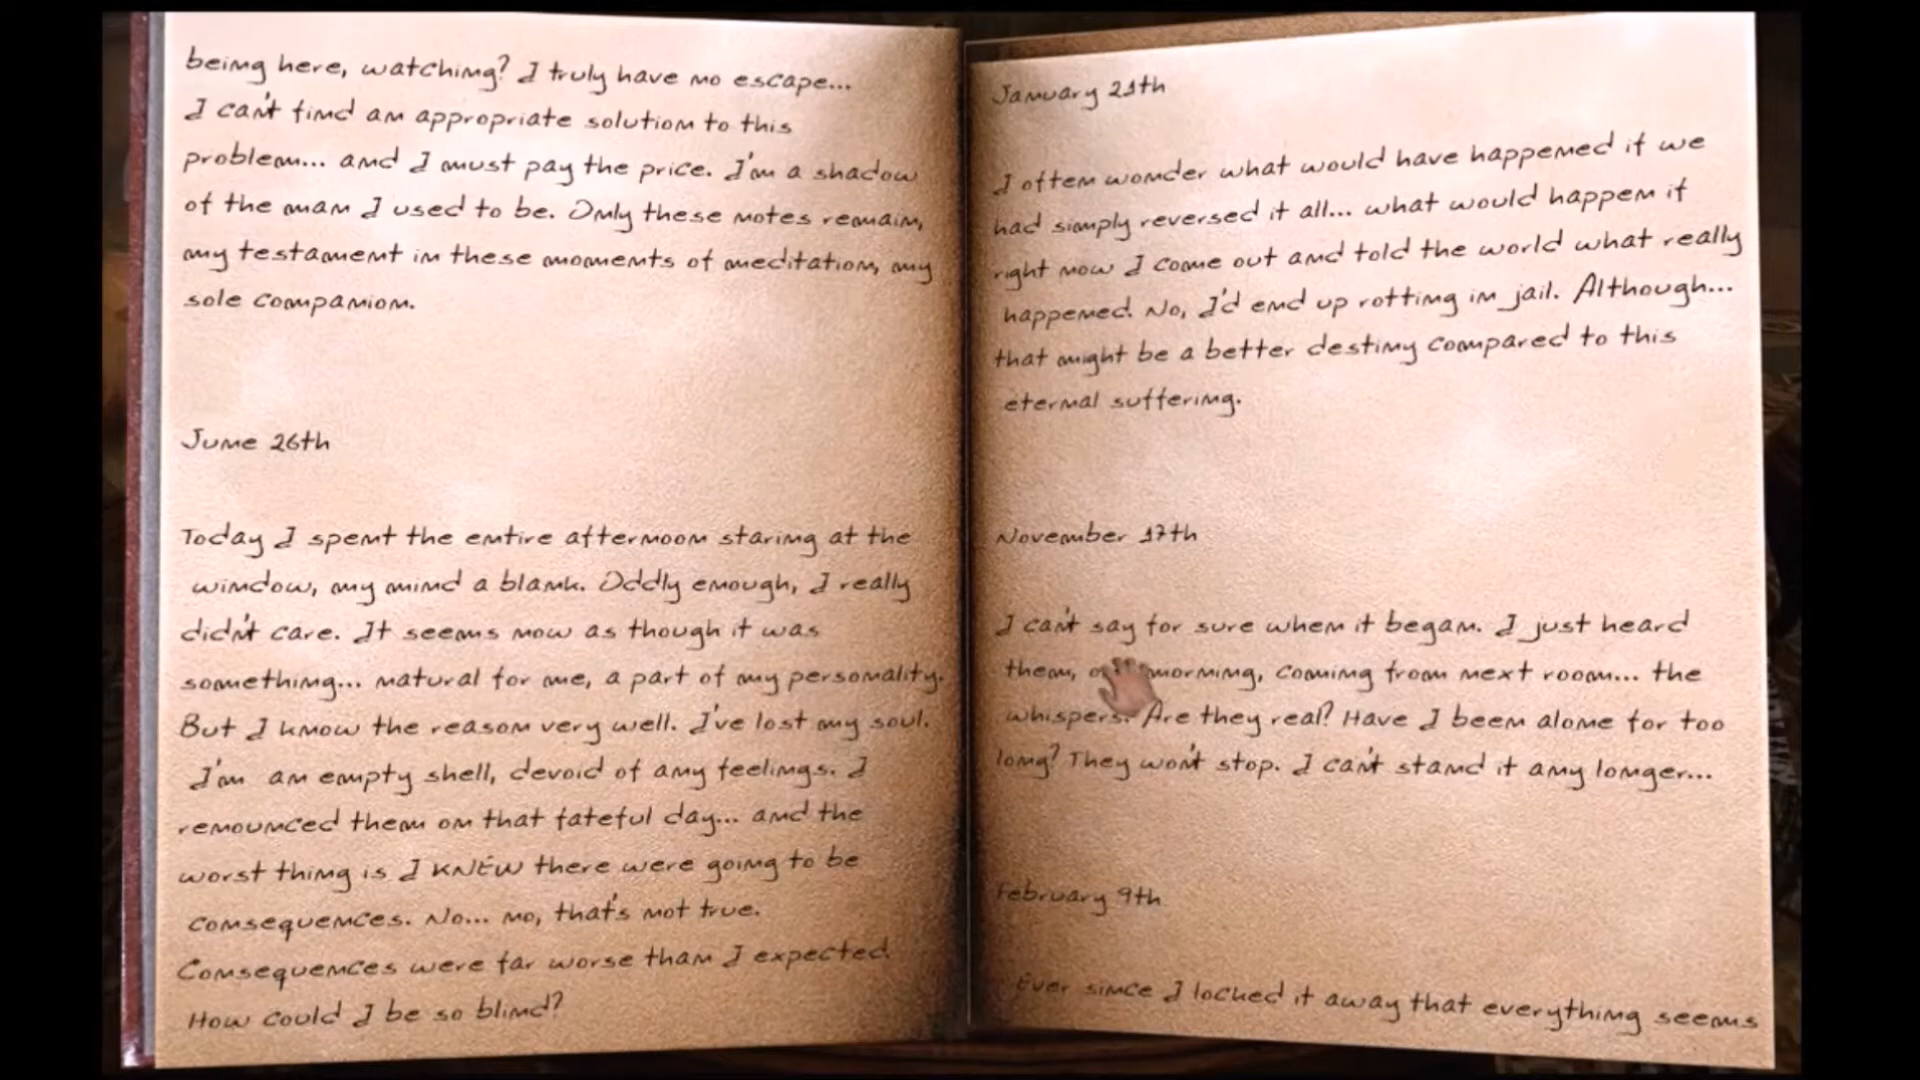 being here, watching? I truly have no escape...
I can't find an appropriate solution to this
problem... and I must pay the price. I'm a shadow
of the man I used to be. Only these notes remain,
my testament in these moments of meditation, my
sole companion.
June 26th
Today I spent the entire afternoon staring at the
window, my mind a blank. Oddly enough, I really
didn't care. It seems now as though it was
something... natural for me, a part of my personality.
But I know the reason very well. I've lost my soul.
I'm an empty shell, devoid of any feelings. I
renounced them on that fateful day... and the
worst thing is I KNEW there were going to be
consequences. No... no, that's not true.
Consequences were far worse than I expected.
How could I be so blind?
January 21th
I often wonder what would have happened if we
had simply reversed it all... what would happen if
right now I come out and told the world what really
happened. No, I'd end up rotting in jail. Although...
that might be a better destiny compared to this
eternal suffering.
November 17th
I can't say for sure when it began. I just heard
them, morning, coming from next room... the
whispers. Are they real? Have I been alone for too
long? They won't stop. I can't stand it any longer...
February 9th
Ever since I locked it away that everything seems